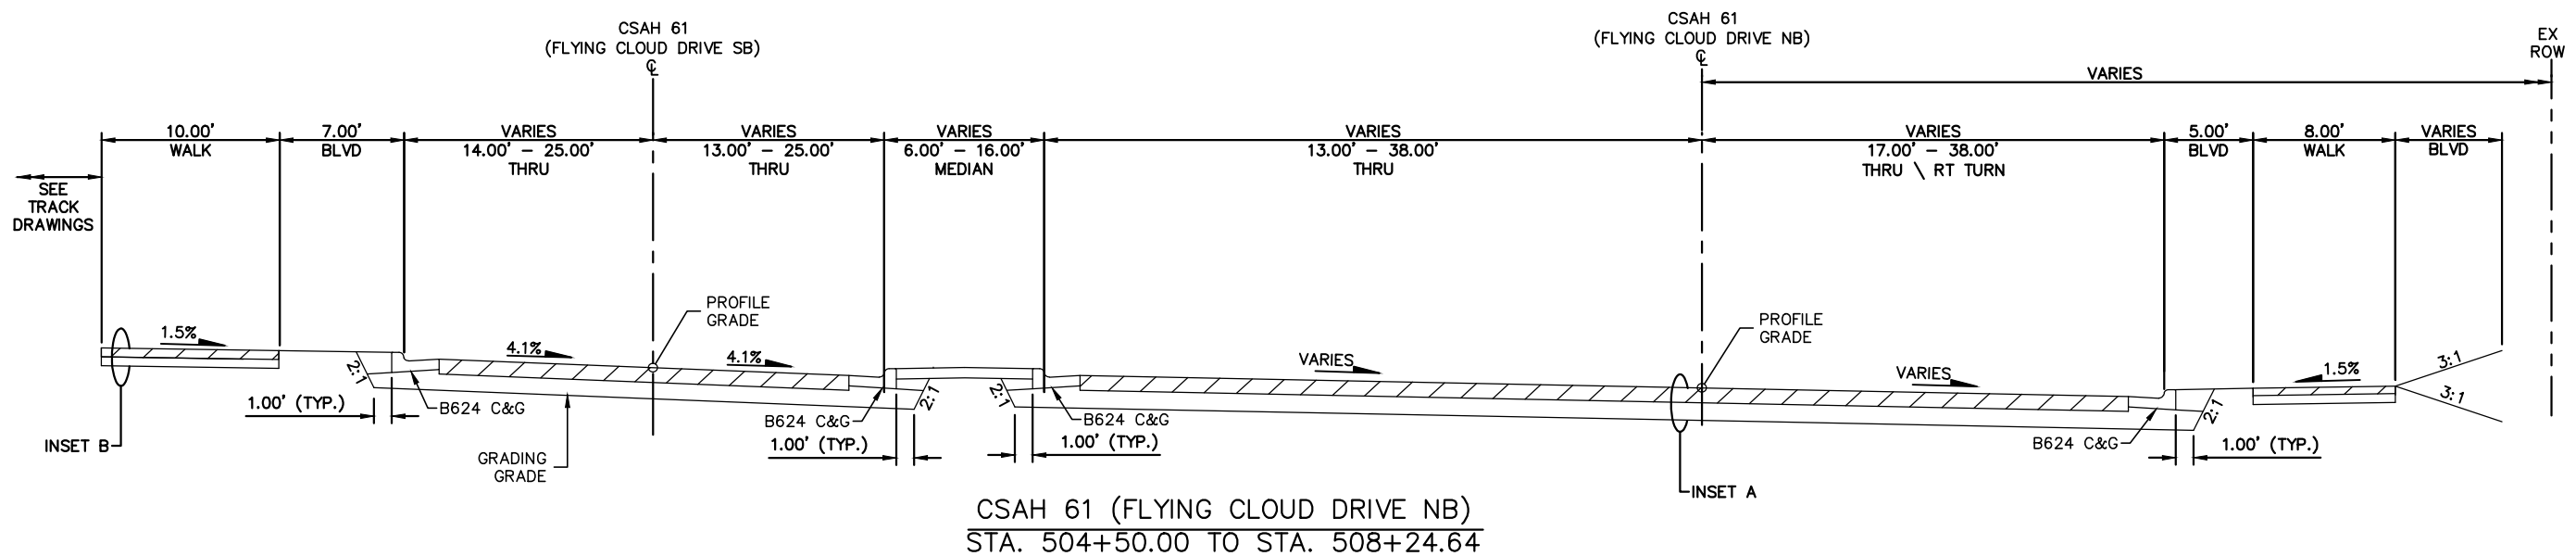 CSAH 61
(FLYING CLOUD DRIVE SB)
℄
CSAH 61
(FLYING CLOUD DRIVE NB)
℄
EX
ROW
VARIES
10.00'
WALK
7.00'
BLVD
VARIES
14.00' - 25.00'
THRU
VARIES
13.00' - 25.00'
THRU
VARIES
6.00' - 16.00'
MEDIAN
VARIES
13.00' - 38.00'
THRU
VARIES
17.00' - 38.00'
THRU \ RT TURN
5.00'
BLVD
8.00'
WALK
VARIES
BLVD
SEE
TRACK
DRAWINGS
1.5%
4.1%
PROFILE
GRADE
4.1%
VARIES
PROFILE
GRADE
VARIES
1.5%
3:1
3:1
2:1
2:1
2:1
2:1
1.00' (TYP.)
B624 C&G
B624 C&G
1.00' (TYP.)
B624 C&G
1.00' (TYP.)
B624 C&G
1.00' (TYP.)
INSET B
GRADING
GRADE
INSET A
CSAH 61 (FLYING CLOUD DRIVE NB)
STA. 504+50.00 TO STA. 508+24.64